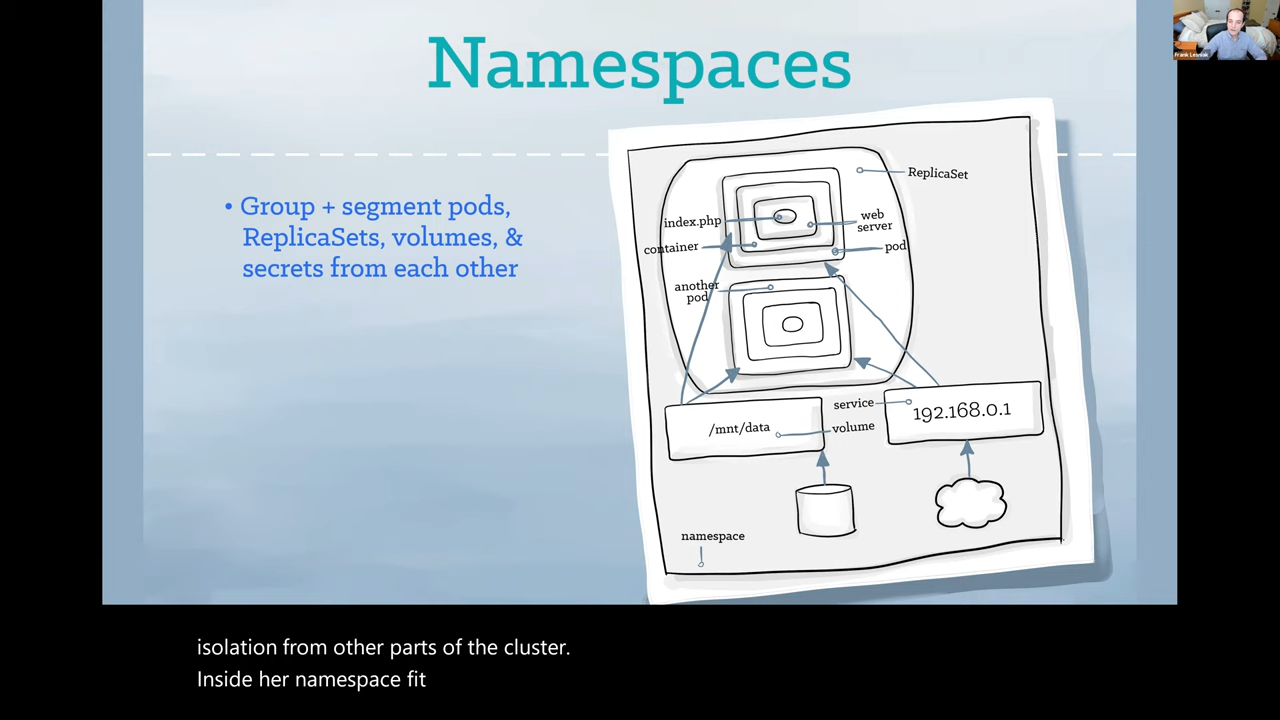 Namespaces
• Group + segment pods,
ReplicaSets, volumes, &
secrets from each other
ReplicaSet
index.php
web
server
container
pod
another
pod
service
192.168.0.1
/mnt/data
volume
namespace
Frank Lesniak
isolation from other parts of the cluster.
Inside her namespace fit